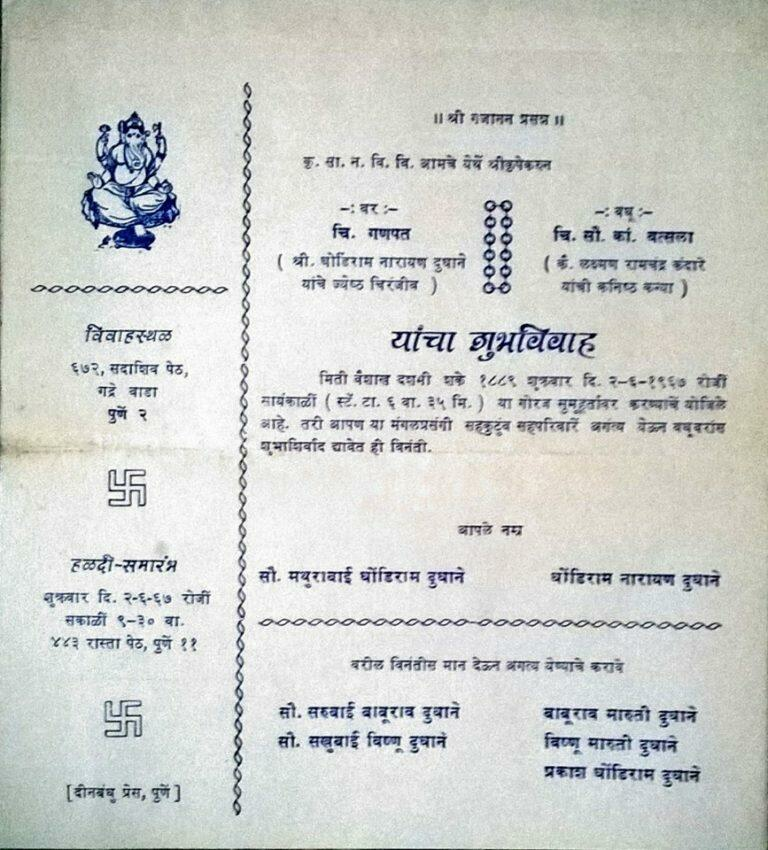 ॥ श्री गजानन प्रसन्न ॥
कृ. सा. न. वि. वि. आमचे येथें श्रीकृपेकरुन
-: वर :-
चि. गणपत
( श्री. धोंडिराम नारायण दुधाने
यांचे ज्येष्ठ चिरंजीव )
-: वधू :-
चि. सौ. कां. वत्सला
( कै. लक्ष्मण रामचंद्र कंदारे
यांची कनिष्ठ कन्या )
यांचा शुभविवाह
मिती वैशाख दशमी शके १८८९ शुक्रवार दि. २-६-१९६७ रोजीं
सायंकाळीं ( स्टँ. टा. ६ वा. ३५ मि. ) या गोरज सुमूहूर्तावर करण्याचें योजिले
आहे. तरी आपण या मंगलप्रसंगी सहकुटुंब सहपरिवारें अगत्य येऊन वधूवरांस
शुभाशिर्वाद द्यावेत ही विनंती.
आपले नम्र
सौ. मथुराबाई धोंडिराम दुधाने
धोंडिराम नारायण दुधाने
वरील विनंतीस मान देऊन अगत्य येण्याचे करावे
सौ. सरुबाई बाबूराव दुधाने
सौ. सखुबाई विष्णू दुधाने
बाबूराव मारुती दुधाने
विष्णू मारुती दुधाने
प्रकाश धोंडिराम दुधाने
विवाहस्थळ
६७२, सदाशिव पेठ,
गद्रे वाडा
पुणें २
हळदी-समारंभ
शुक्रवार दि. २-६-६७ रोजीं
सकाळीं ९-३० वा.
४४३ रास्ता पेठ, पुणें ११
[ दीनबंधु प्रेस, पुणें ]